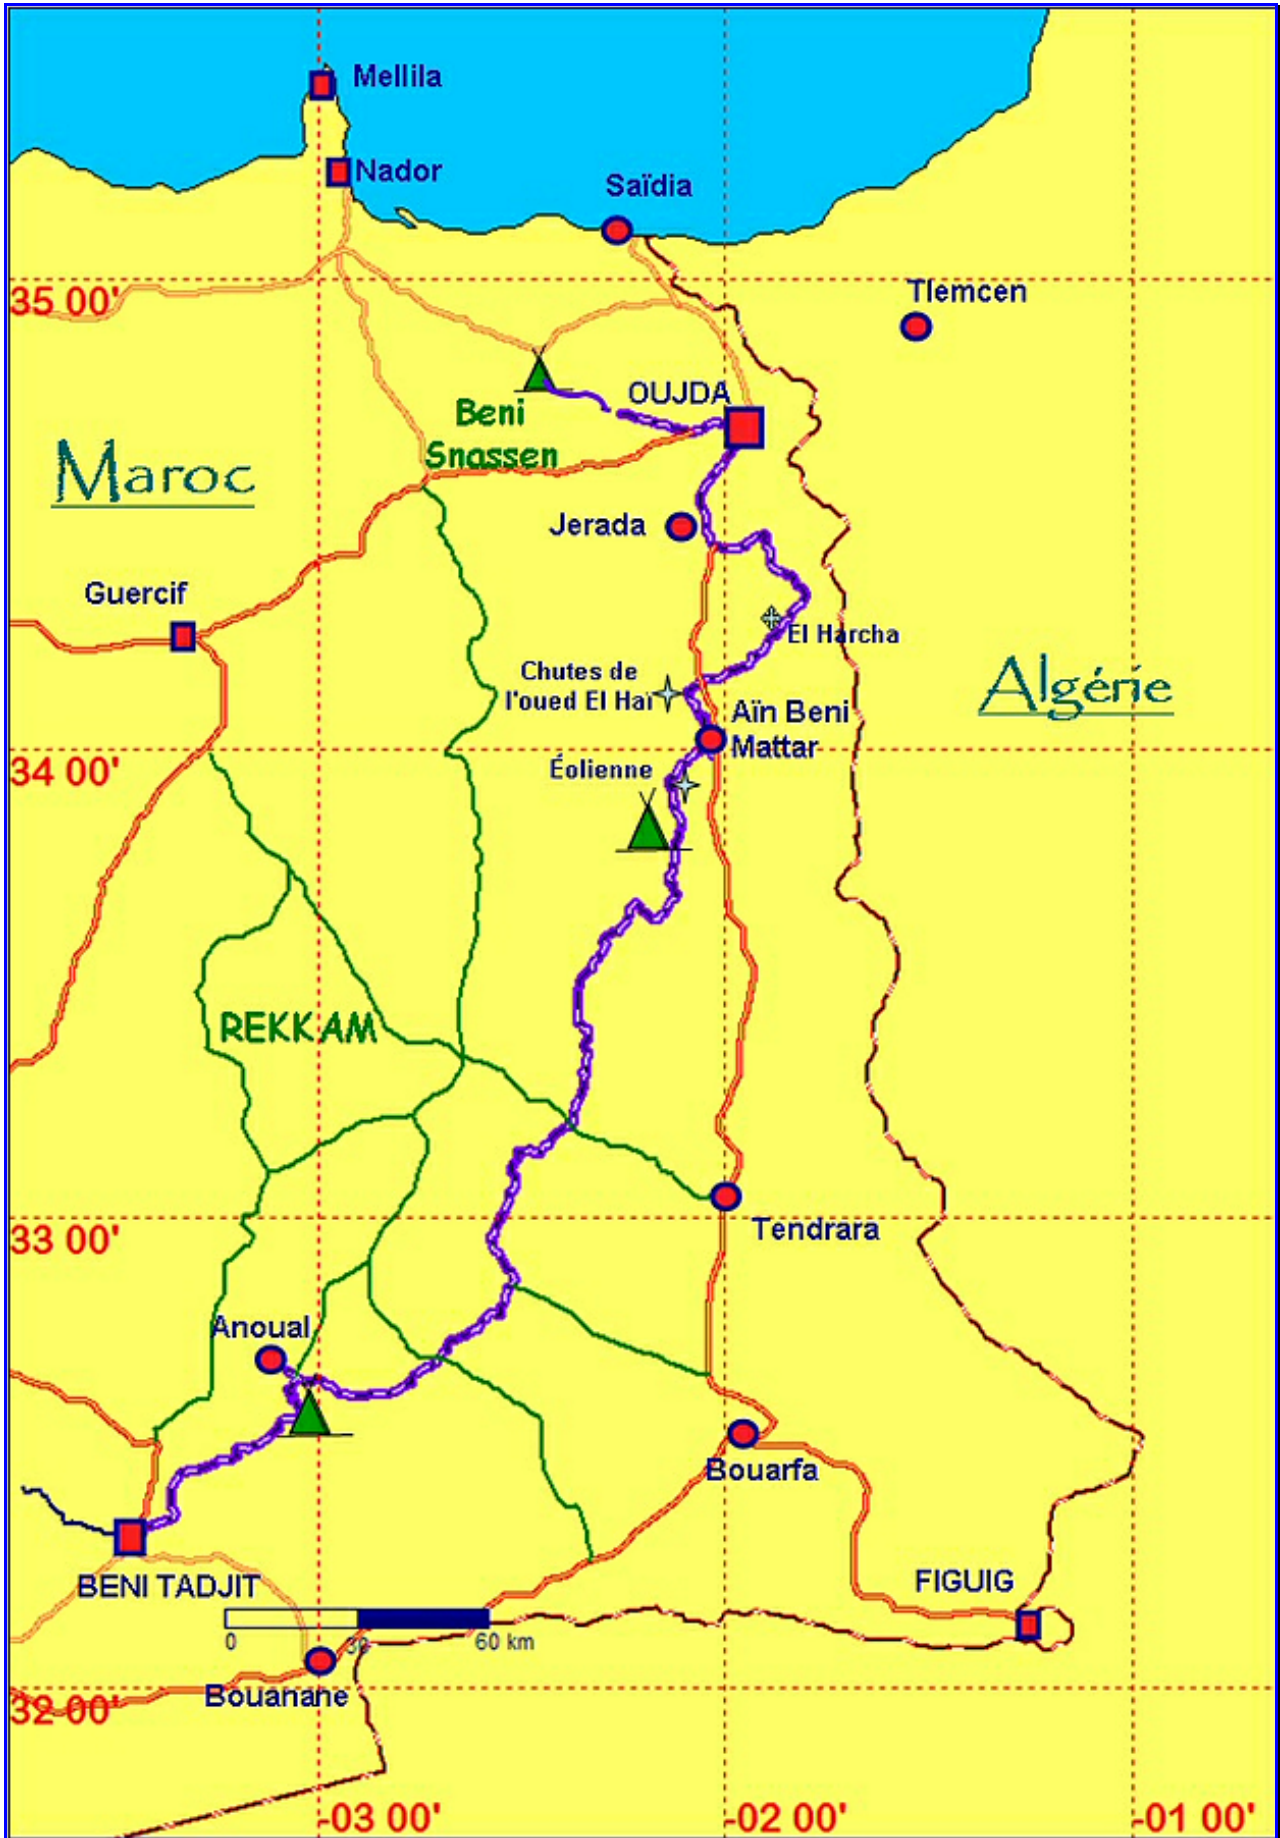 Mellila
Nador
Saïdia
35 00'
Tlemcen
OUJDA
Beni
Snassen
Maroc
Jerada
Guercif
El Harcha
Chutes de
l'oued El Haï
Algérie
Aïn Beni
Mattar
34 00'
Éolienne
REKKAM
33 00'
Tendrara
Anoual
Bouarfa
BENI TADJIT
FIGUIG
0 30 60 km
Bouanane
32 00'
-03 00' -02 00' -01 00'